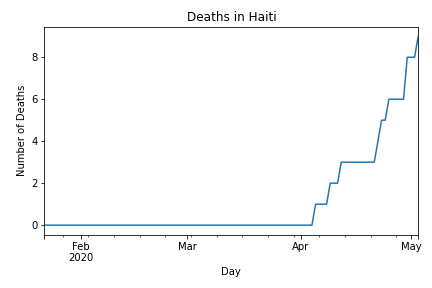 Deaths in Haiti
Number of Deaths
8
6
4
2
0
Feb
2020
Mar
Apr
May
Day